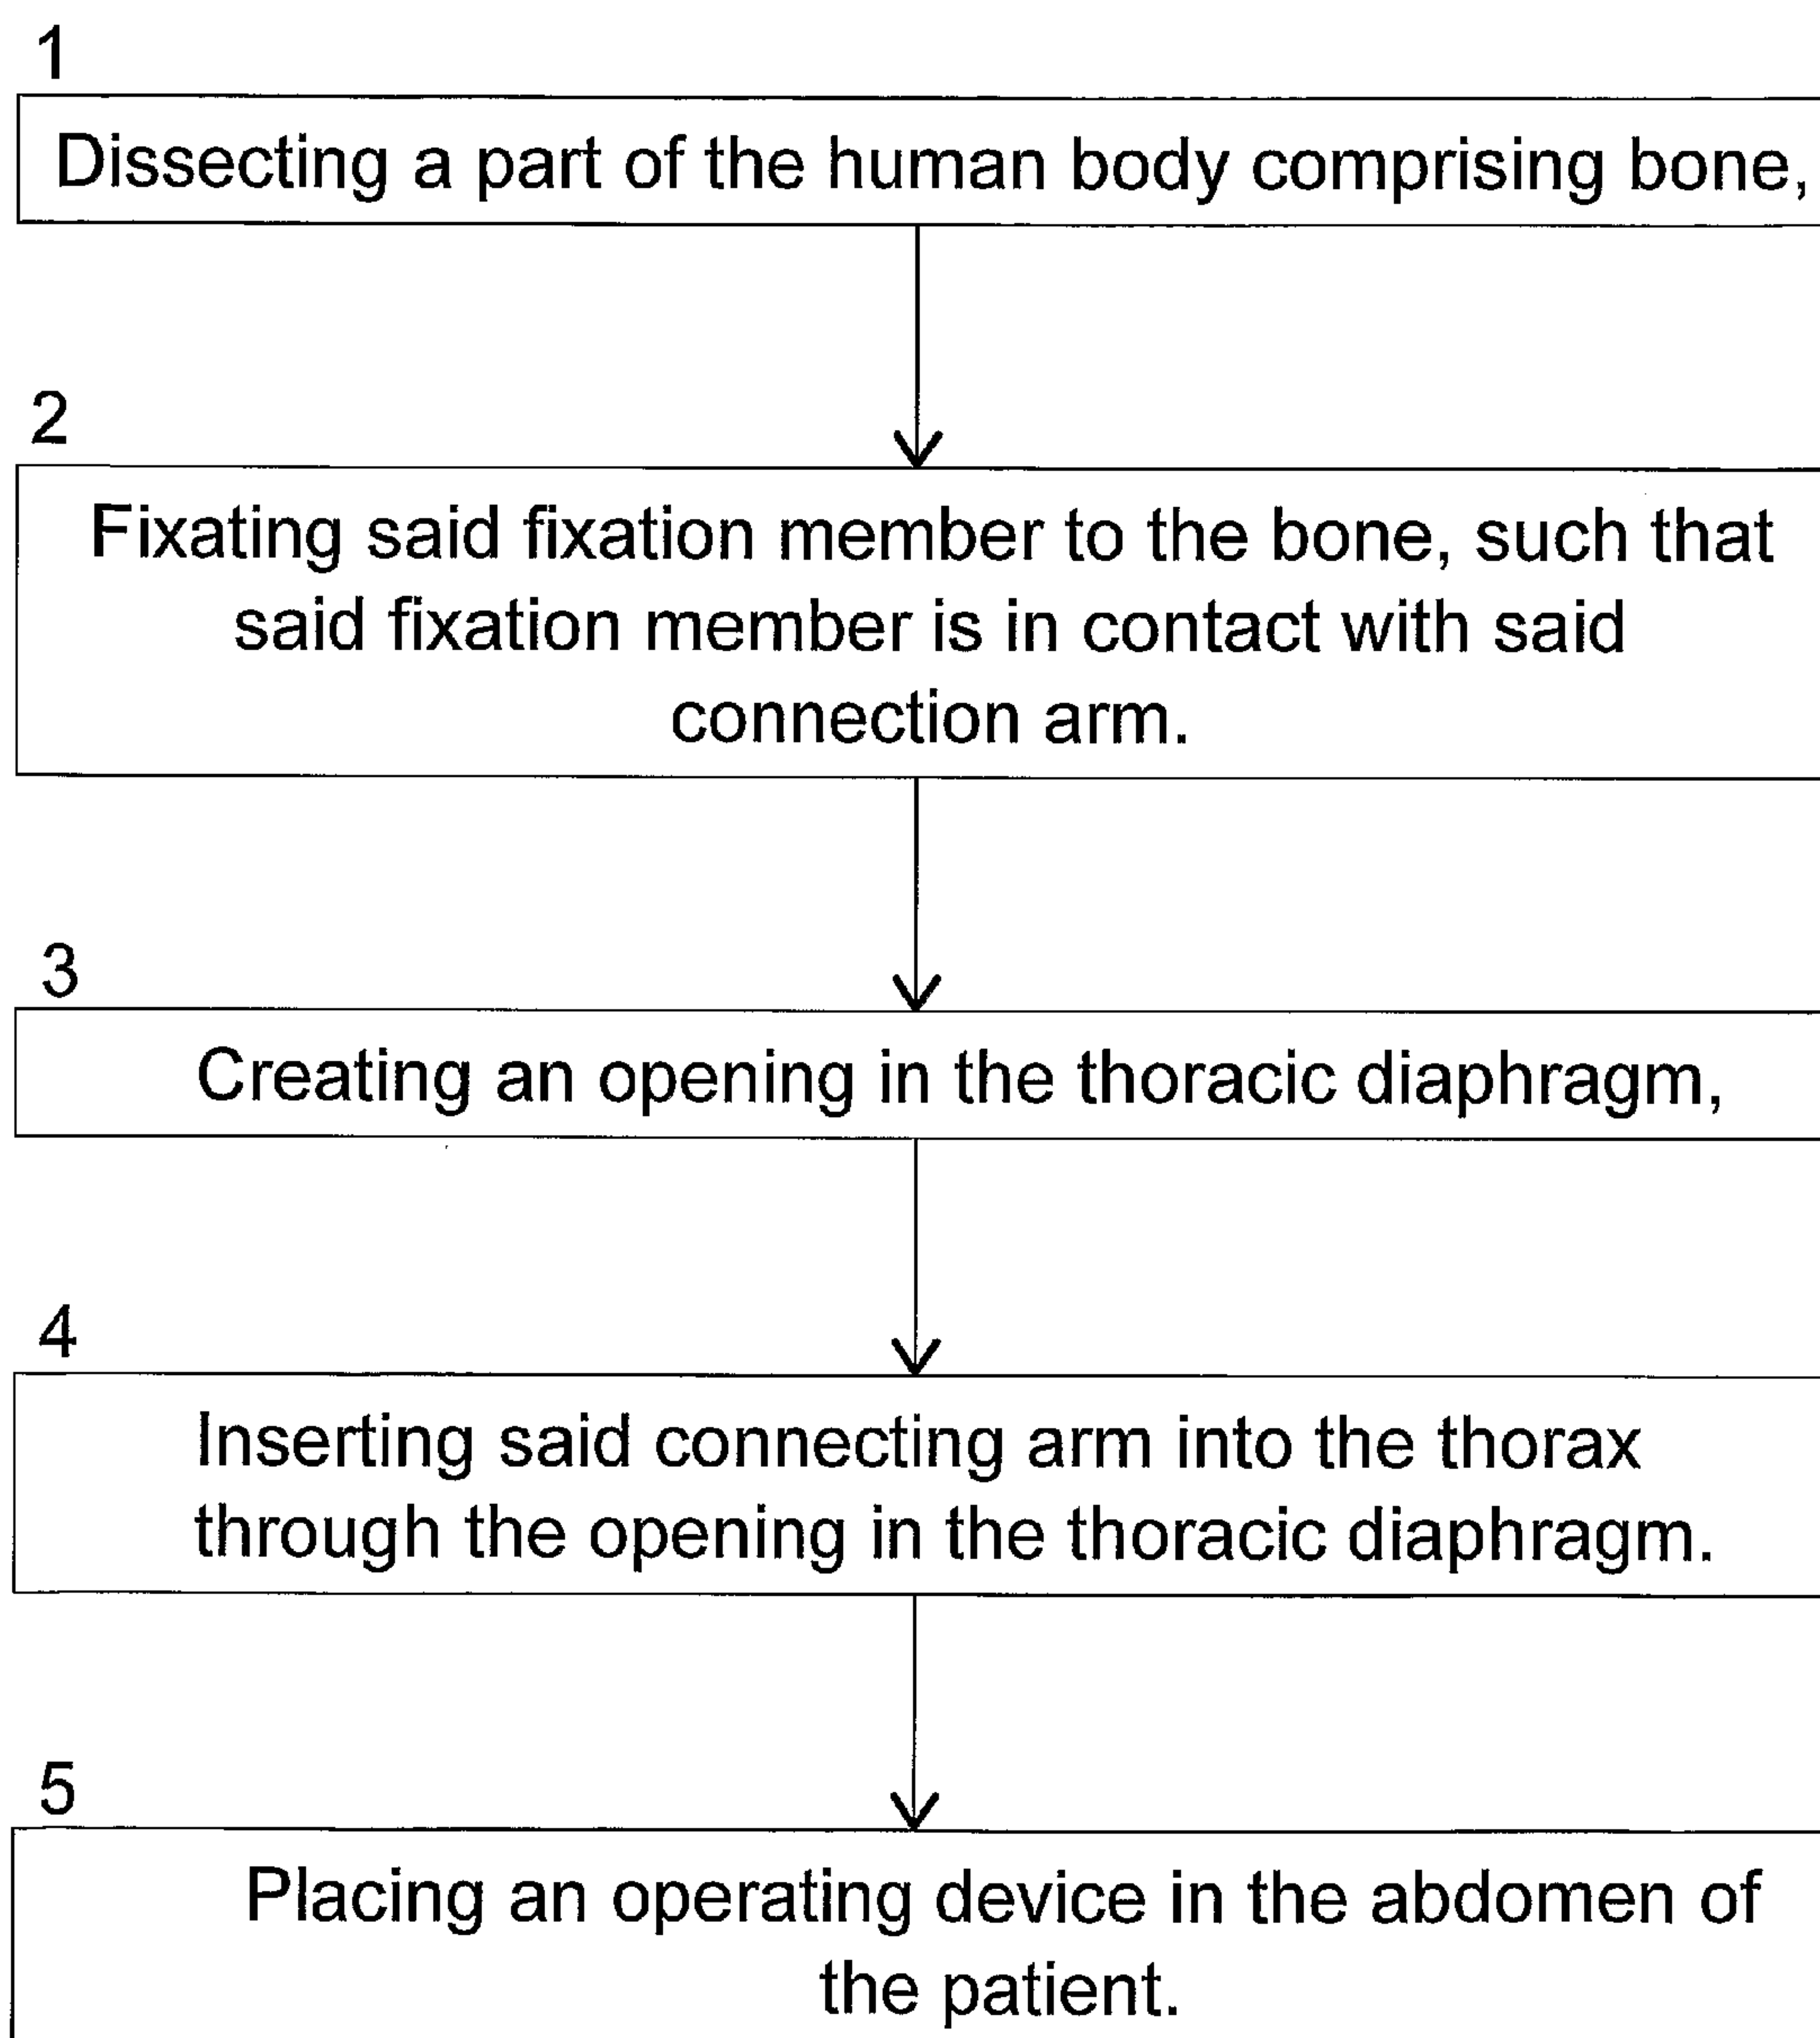 1
Dissecting a part of the human body comprising bone,
2
Fixating said fixation member to the bone, such that
said fixation member is in contact with said
connection arm.
3
Creating an opening in the thoracic diaphragm,
4
Inserting said connecting arm into the thorax
through the opening in the thoracic diaphragm.
5
Placing an operating device in the abdomen of
the patient.